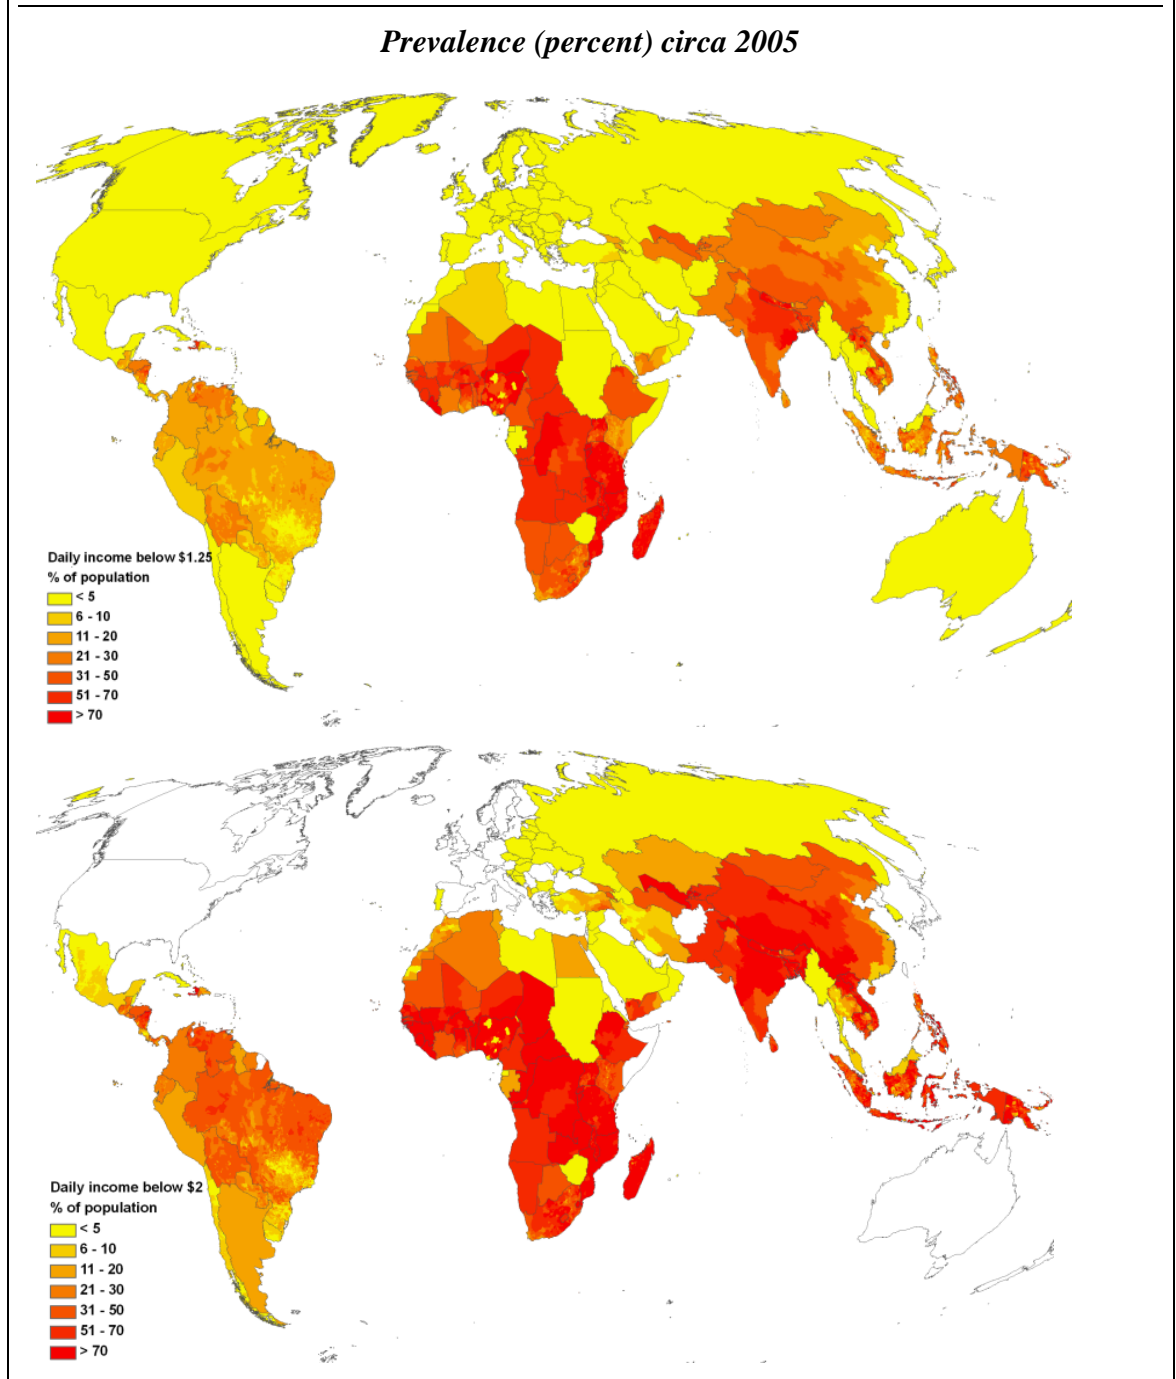 Prevalence (percent) circa 2005
Daily income below $1.25
% of population
< 5
6 - 10
11 - 20
21 - 30
31 - 50
51 - 70
> 70
Daily income below $2
% of population
< 5
6 - 10
11 - 20
21 - 30
31 - 50
51 - 70
> 70